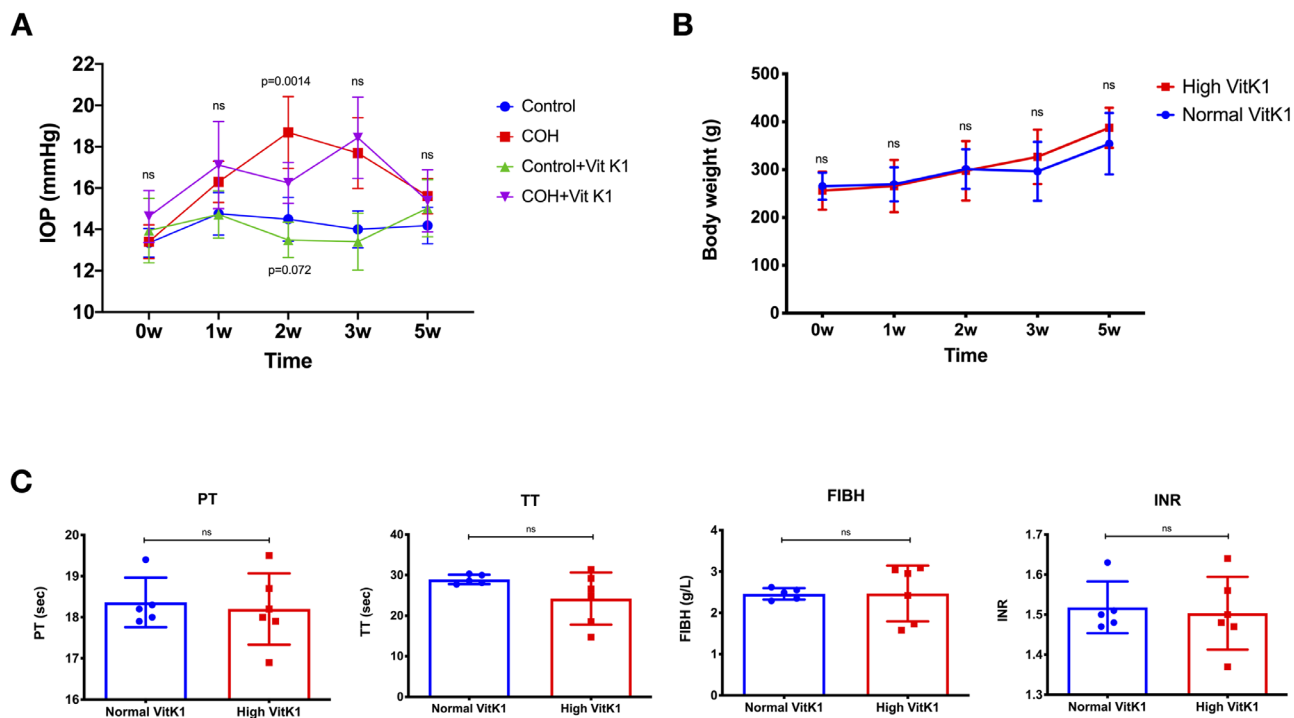 A
22
20
18
16
14
12
10
IOP (mmHg)
ns
ns
p=0.0014
ns
ns
p=0.072
0w 1w 2w 3w 5w
Time
Control
COH
Control+Vit K1
COH+Vit K1
B
500
400
300
200
100
0
Body weight (g)
ns ns ns ns ns
0w 1w 2w 3w 5w
Time
High VitK1
Normal VitK1
C
PT
20
19
18
17
16
PT (sec)
ns
Normal VitK1 High VitK1
TT
40
30
20
10
0
TT (sec)
ns
Normal VitK1 High VitK1
FIBH
4
3
2
1
0
FIBH (g/L)
ns
Normal VitK1 High VitK1
INR
1.7
1.6
1.5
1.4
1.3
INR
ns
Normal VitK1 High VitK1